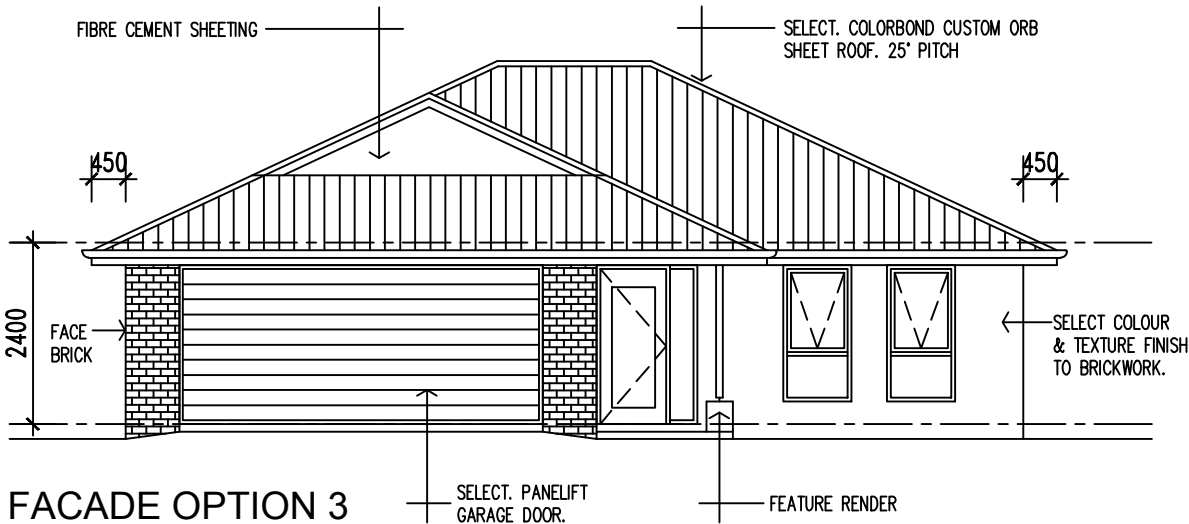 FIBRE CEMENT SHEETING
SELECT. COLORBOND CUSTOM ORB
SHEET ROOF. 25° PITCH
450
450
2400
FACE
BRICK
SELECT COLOUR
& TEXTURE FINISH
TO BRICKWORK.
SELECT. PANELIFT
GARAGE DOOR.
FEATURE RENDER
FACADE OPTION 3